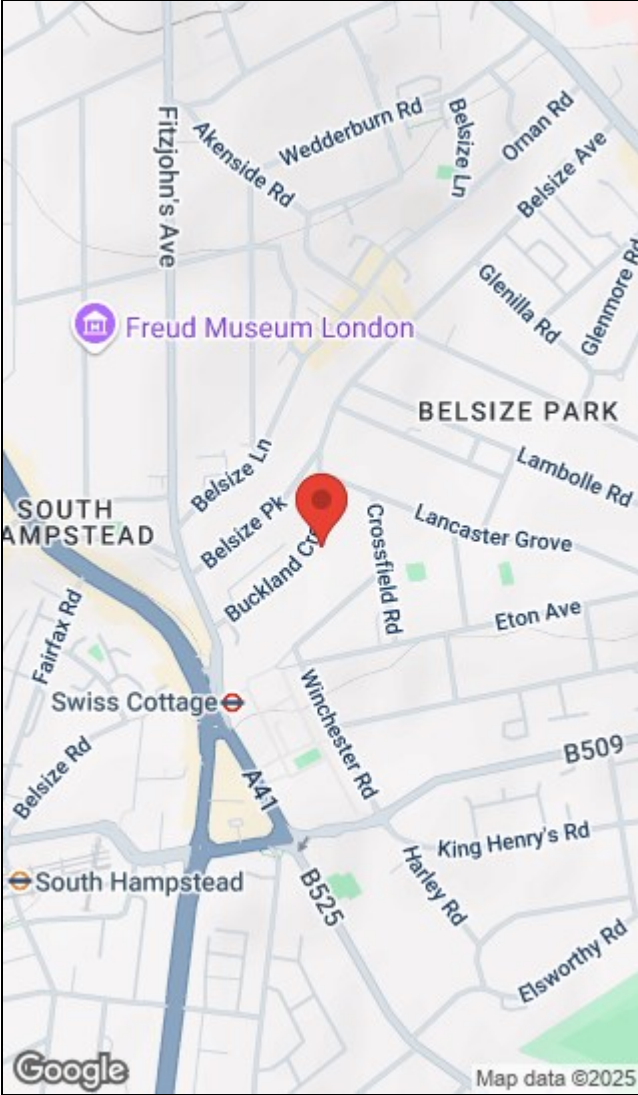 Fitzjohn's Ave
Akenside Rd
Wedderburn Rd
Belsize Ln
Ornan Rd
Belsize Ave
Glenilla Rd
Glenmore Rd
Freud Museum London
BELSIZE PARK
Belsize Ln
Belsize Pk
Buckland Cre
Lambolle Rd
Lancaster Grove
Crossfield Rd
SOUTH
AMPSTEAD
Fairfax Rd
Eton Ave
Swiss Cottage
Winchester Rd
Belsize Rd
A41
B509
King Henry's Rd
South Hampstead
B525
Harley Rd
Elsworthy Rd
Google
Map data ©2025